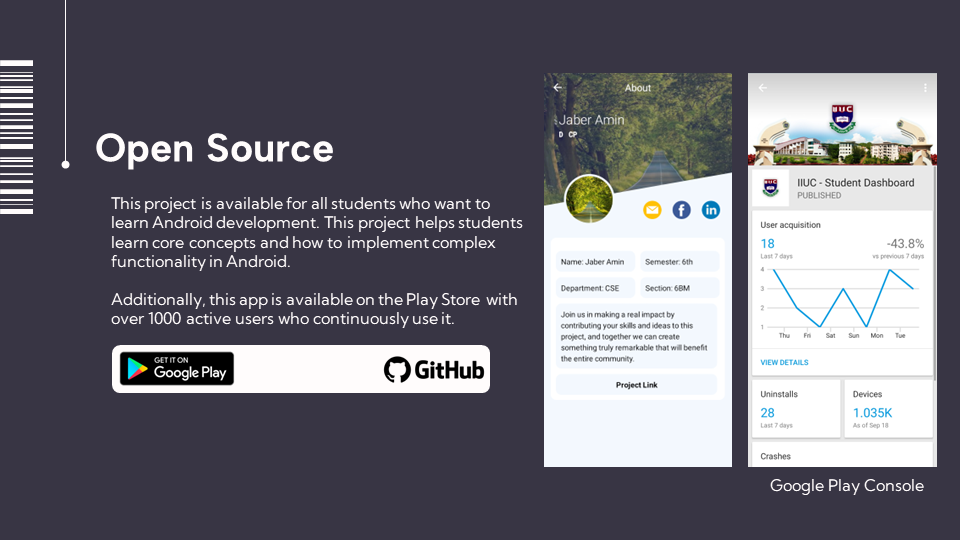 Open Source
This project is available for all students who want to
learn Android development. This project helps students
learn core concepts and how to implement complex
functionality in Android.
Additionally, this app is available on the Play Store with
over 1000 active users who continuously use it.
GET IT ON
Google Play
GitHub
About
Jaber Amin
D CP
Name: Jaber Amin
Semester: 6th
Department: CSE
Section: 6BM
Join us in making a real impact by
contributing your skills and ideas to this
project, and together we can create
something truly remarkable that will benefit
the entire community.
Project Link
IIUC
IIUC - Student Dashboard
PUBLISHED
User acquisition
18
-43.8%
Last 7 days
vs previous 7 days
4
3
2
1
Thu Fri Sat Sun Mon Tue
VIEW DETAILS
Uninstalls
28
Last 7 days
Devices
1.035K
As of Sep 18
Crashes
Google Play Console